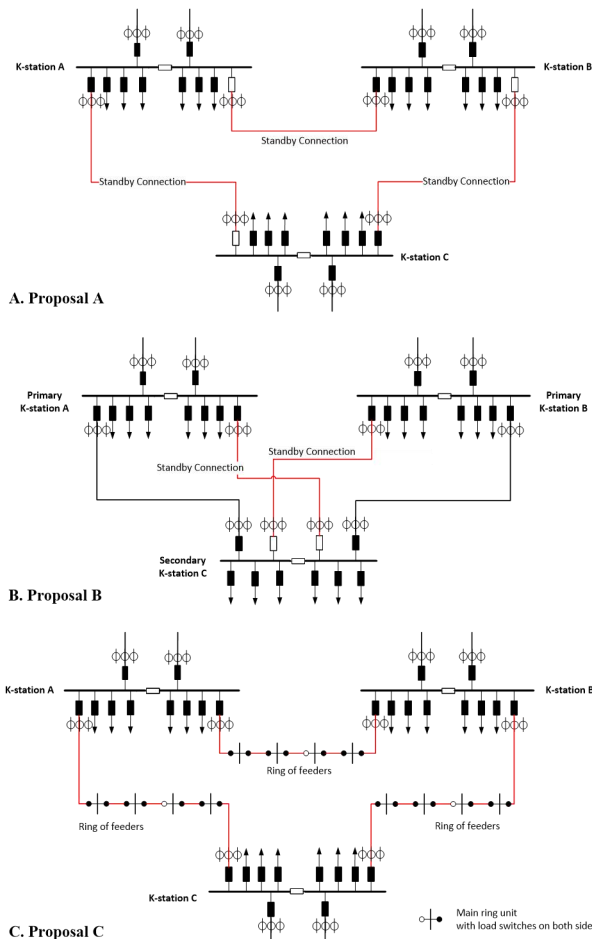 K-station A
K-station B
Standby Connection
Standby Connection
Standby Connection
K-station C
A. Proposal A
Primary
K-station A
Primary
K-station B
Standby Connection
Standby Connection
Secondary
K-station C
B. Proposal B
K-station A
K-station B
Ring of feeders
Ring of feeders
Ring of feeders
K-station C
Main ring unit
with load switches on both side
C. Proposal C